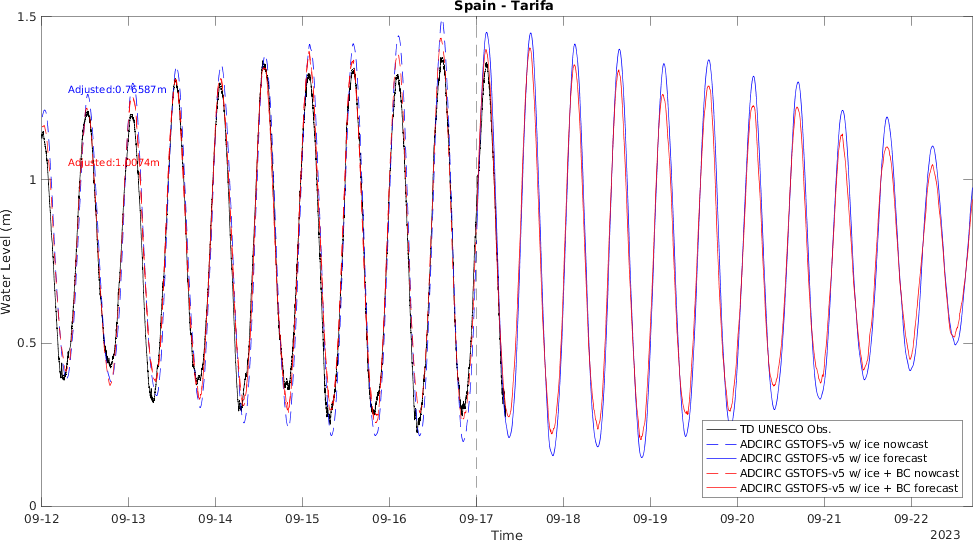 Spain - Tarifa
1.5
Adjusted:0.76587m
Adjusted:1.0074m
1
Water Level (m)
0.5
0
TD UNESCO Obs.
ADCIRC GSTOFS-v5 w/ ice nowcast
ADCIRC GSTOFS-v5 w/ ice forecast
ADCIRC GSTOFS-v5 w/ ice + BC nowcast
ADCIRC GSTOFS-v5 w/ ice + BC forecast
09-12 09-13 09-14 09-15 09-16 09-17 09-18 09-19 09-20 09-21 09-22
Time
2023